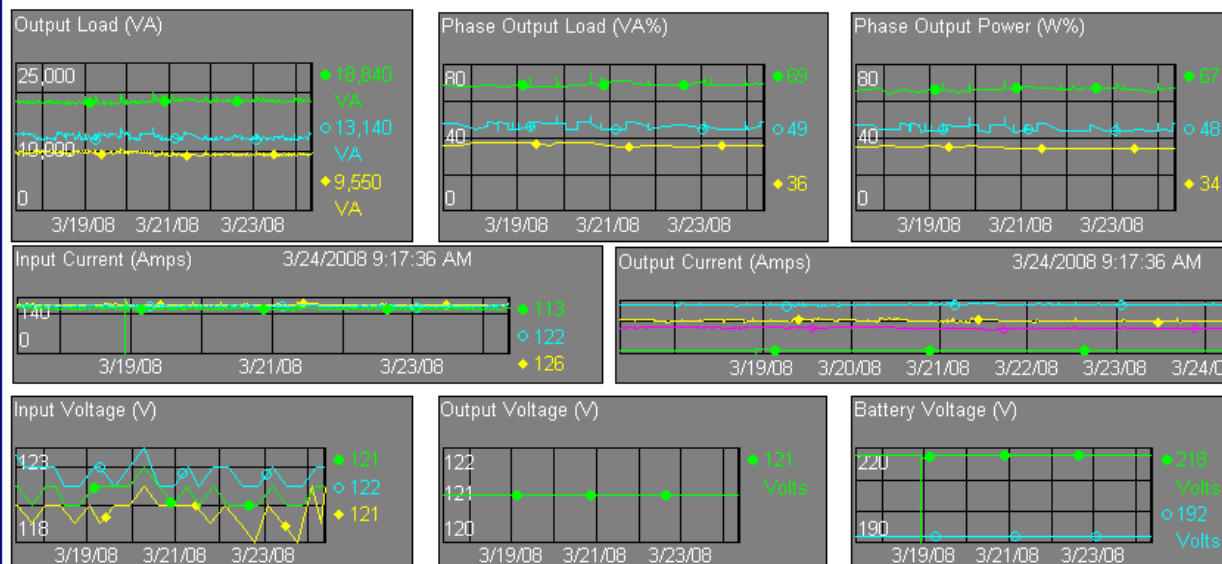 Output Load (VA)
25,000
10,000
0
3/19/08 3/21/08 3/23/08
18,840
VA
13,140
VA
9,550
VA
Phase Output Load (VA%)
80
40
0
3/19/08 3/21/08 3/23/08
69
49
36
Phase Output Power (W%)
80
40
0
3/19/08 3/21/08 3/23/08
67
48
34
Input Current (Amps) 3/24/2008 9:17:36 AM
140
0
3/19/08 3/21/08 3/23/08
113
122
126
Output Current (Amps) 3/24/2008 9:17:36 AM
3/19/08 3/20/08 3/21/08 3/22/08 3/23/08 3/24/0
Input Voltage (V)
123
118
3/19/08 3/21/08 3/23/08
121
122
121
Output Voltage (V)
122
121
120
3/19/08 3/21/08 3/23/08
121
Volts
Battery Voltage (V)
220
190
3/19/08 3/21/08 3/23/08
218
Volts
192
Volts